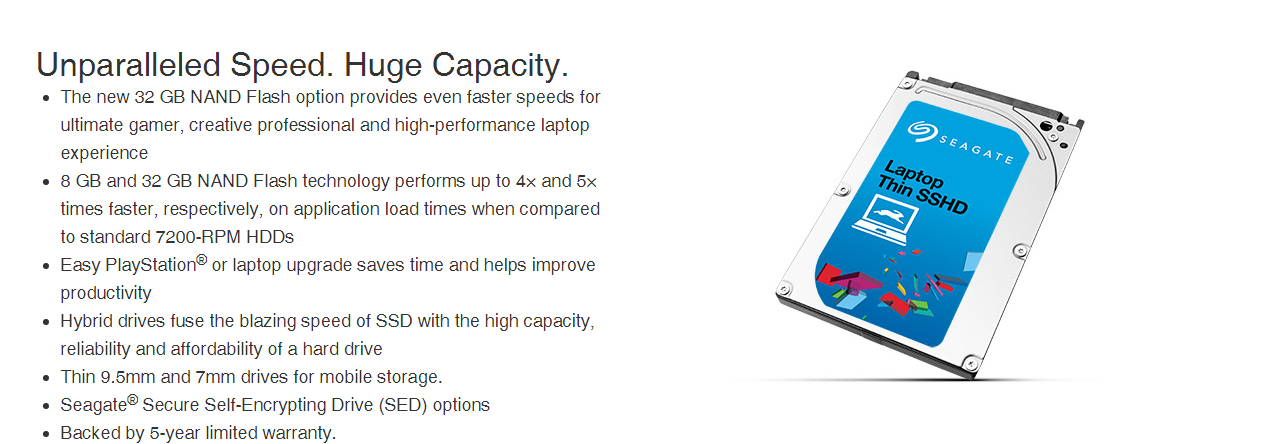 Unparalleled Speed. Huge Capacity.
• The new 32 GB NAND Flash option provides even faster speeds for
ultimate gamer, creative professional and high-performance laptop
experience
• 8 GB and 32 GB NAND Flash technology performs up to 4× and 5×
times faster, respectively, on application load times when compared
to standard 7200-RPM HDDs
• Easy PlayStation® or laptop upgrade saves time and helps improve
productivity
• Hybrid drives fuse the blazing speed of SSD with the high capacity,
reliability and affordability of a hard drive
• Thin 9.5mm and 7mm drives for mobile storage.
• Seagate® Secure Self-Encrypting Drive (SED) options
• Backed by 5-year limited warranty.
SEAGATE
Laptop
Thin SSHD